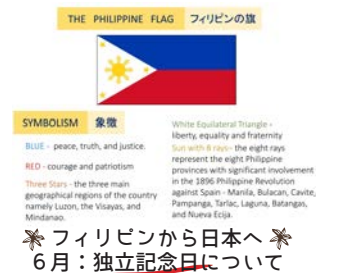 THE PHILIPPINE FLAG フィリピンの旗
SYMBOLISM 象徴
BLUE - peace, truth, and justice.
RED - courage and patriotism
Three Stars - the three main
geographical regions of the country
namely Luzon, the Visayas, and
Mindanao.
White Equilateral Triangle -
liberty, equality and fraternity
Sun with 8 rays - the eight rays
represent the eight Philippine
provinces with significant involvement
in the 1896 Philippine Revolution
against Spain - Manila, Bulacan, Cavite,
Pampanga, Tarlac, Laguna, Batangas,
and Nueva Ecija.
フィリピンから日本へ
6月：独立記念日について